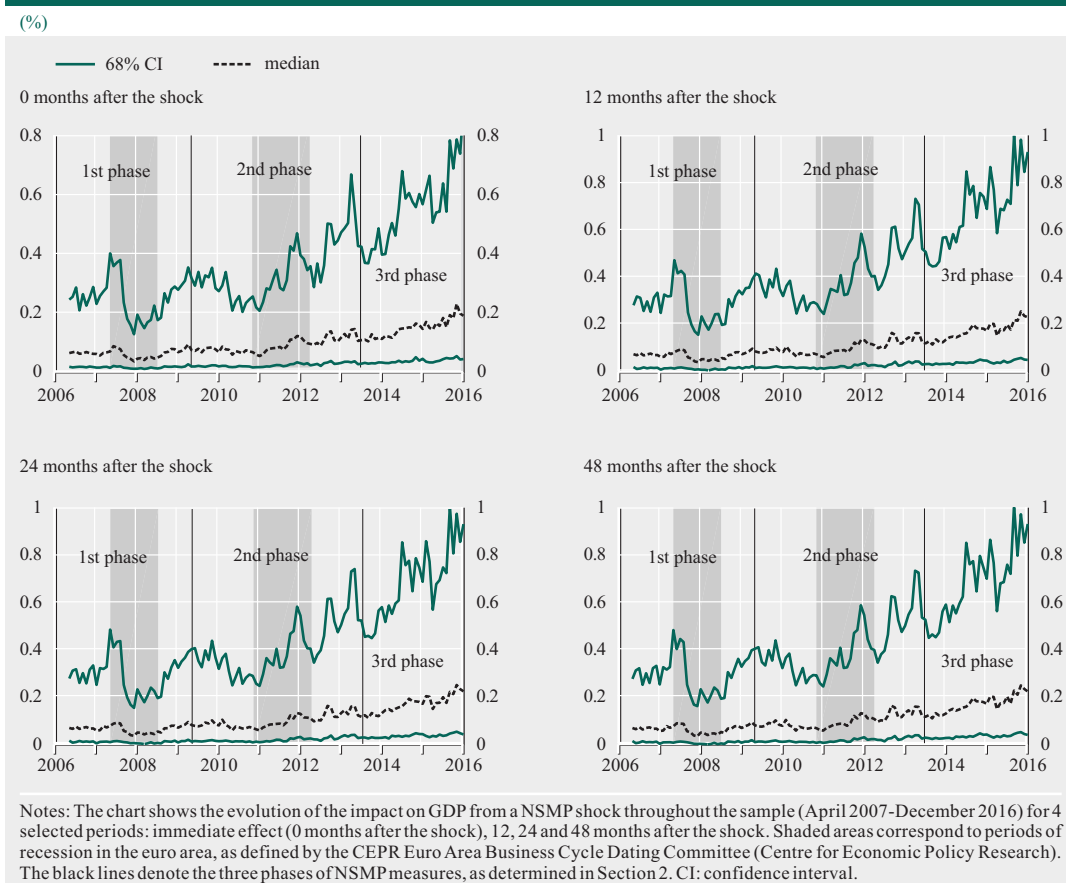 (%)
68% CI
median
0 months after the shock
0.8
0.6
0.4
0.2
0
0.8
0.6
0.4
0.2
0
1st phase
2nd phase
3rd phase
2006 2008 2010 2012 2014 2016
12 months after the shock
1
0.8
0.6
0.4
0.2
0
1
0.8
0.6
0.4
0.2
0
1st phase
2nd phase
3rd phase
2006 2008 2010 2012 2014 2016
24 months after the shock
1
0.8
0.6
0.4
0.2
0
1
0.8
0.6
0.4
0.2
0
1st phase
2nd phase
3rd phase
2006 2008 2010 2012 2014 2016
48 months after the shock
1
0.8
0.6
0.4
0.2
0
1
0.8
0.6
0.4
0.2
0
1st phase
2nd phase
3rd phase
2006 2008 2010 2012 2014 2016
Notes: The chart shows the evolution of the impact on GDP from a NSMP shock throughout the sample (April 2007-December 2016) for 4
selected periods: immediate effect (0 months after the shock), 12, 24 and 48 months after the shock. Shaded areas correspond to periods of
recession in the euro area, as defined by the CEPR Euro Area Business Cycle Dating Committee (Centre for Economic Policy Research).
The black lines denote the three phases of NSMP measures, as determined in Section 2. CI: confidence interval.